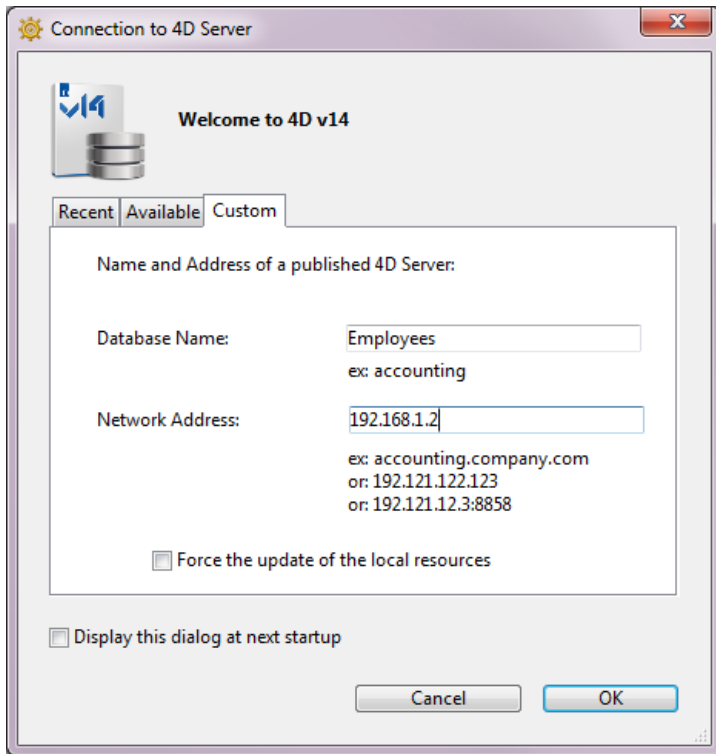 Connection to 4D Server
v14
Welcome to 4D v14
Recent Available Custom
Name and Address of a published 4D Server:
Database Name: Employees
ex: accounting
Network Address: 192.168.1.2
ex: accounting.company.com
or: 192.121.122.123
or: 192.121.12.3:8858
Force the update of the local resources
Display this dialog at next startup
Cancel OK